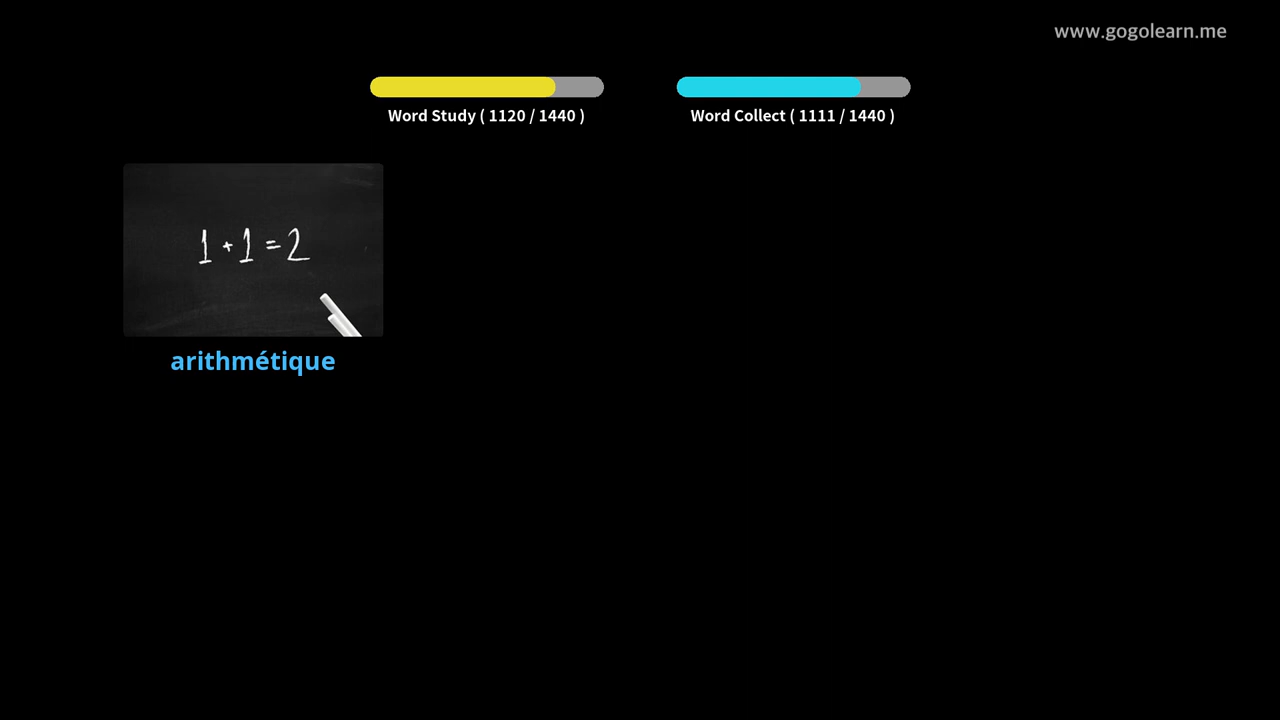 www.gogolearn.me
Word Study ( 1120 / 1440 )
Word Collect ( 1111 / 1440 )
1 + 1 = 2
arithmétique